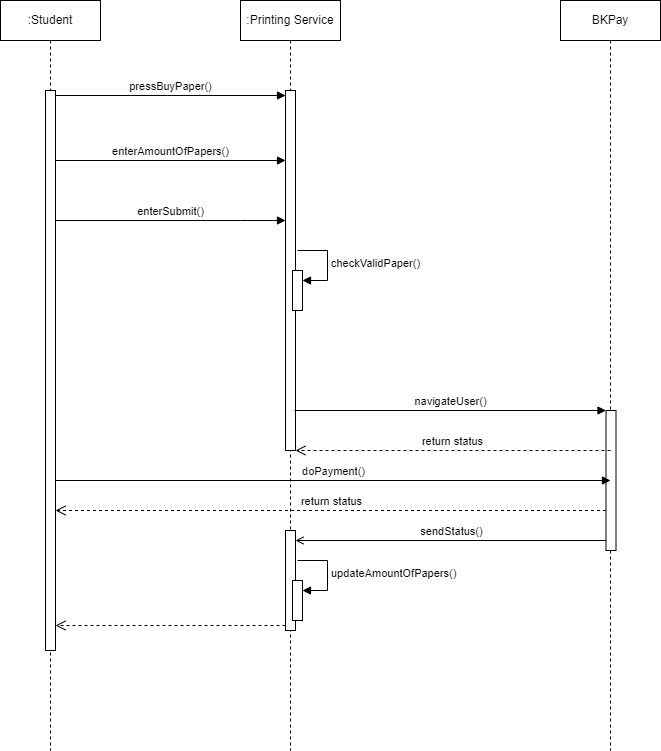 :Student
:Printing Service
BKPay
pressBuyPaper()
enterAmountOfPapers()
enterSubmit()
checkValidPaper()
navigateUser()
return status
doPayment()
return status
sendStatus()
updateAmountOfPapers()